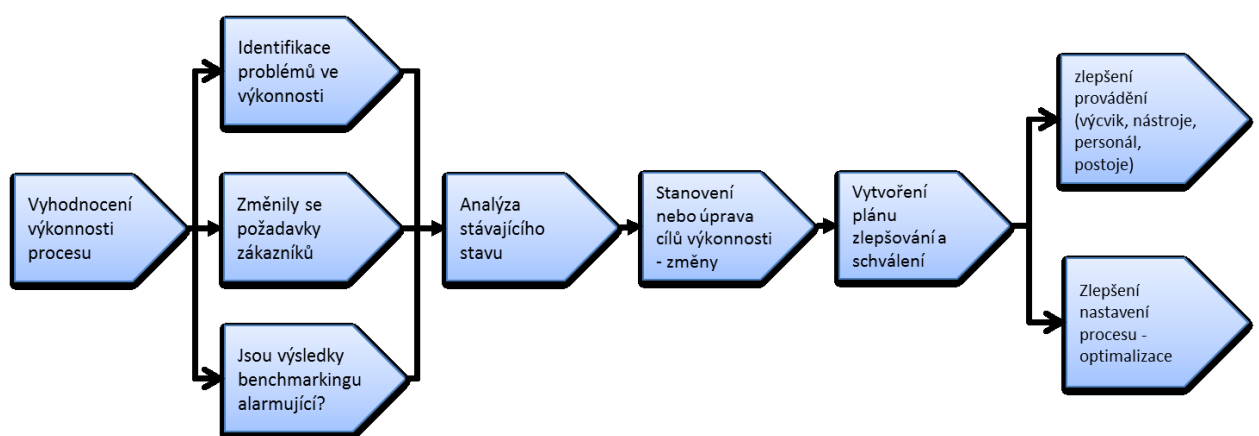 Vyhodnocení
výkonnosti
procesu
Identifikace
problémů ve
výkonnosti
Změnily se
požadavky
zákazníků
Jsou výsledky
benchmarkingu
alarmující?
Analýza
stávajícího
stavu
Stanovení
nebo úprava
cílů výkonnosti
- změny
Vytvoření
plánu
zlepšování a
schválení
zlepšení
provádění
(výcvik, nástroje,
personál,
postoje)
Zlepšení
nastavení
procesu -
optimalizace